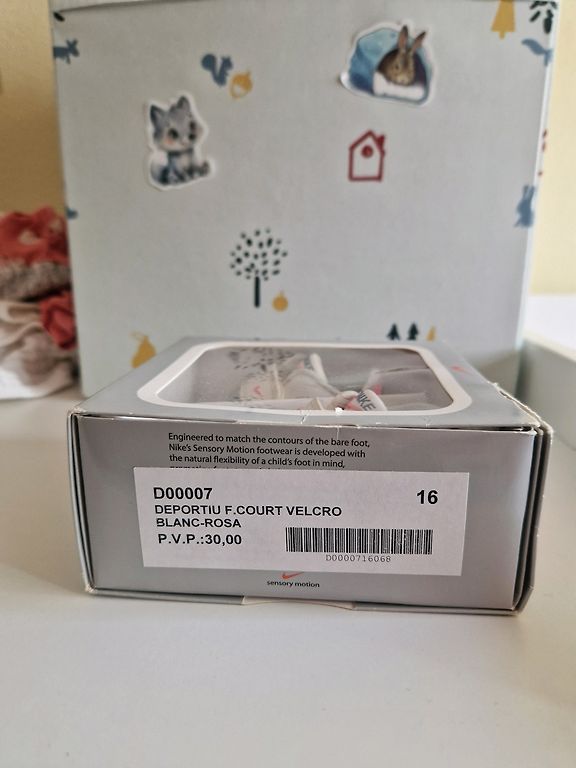 NIKE
Engineered to match the contours of the bare foot,
Nike's Sensory Motion footwear is developed with
the natural flexibility of a child's foot in mind,
D00007 16
DEPORTIU F.COURT VELCRO
BLANC-ROSA
P.V.P.:30,00
D0000716068
sensory motion